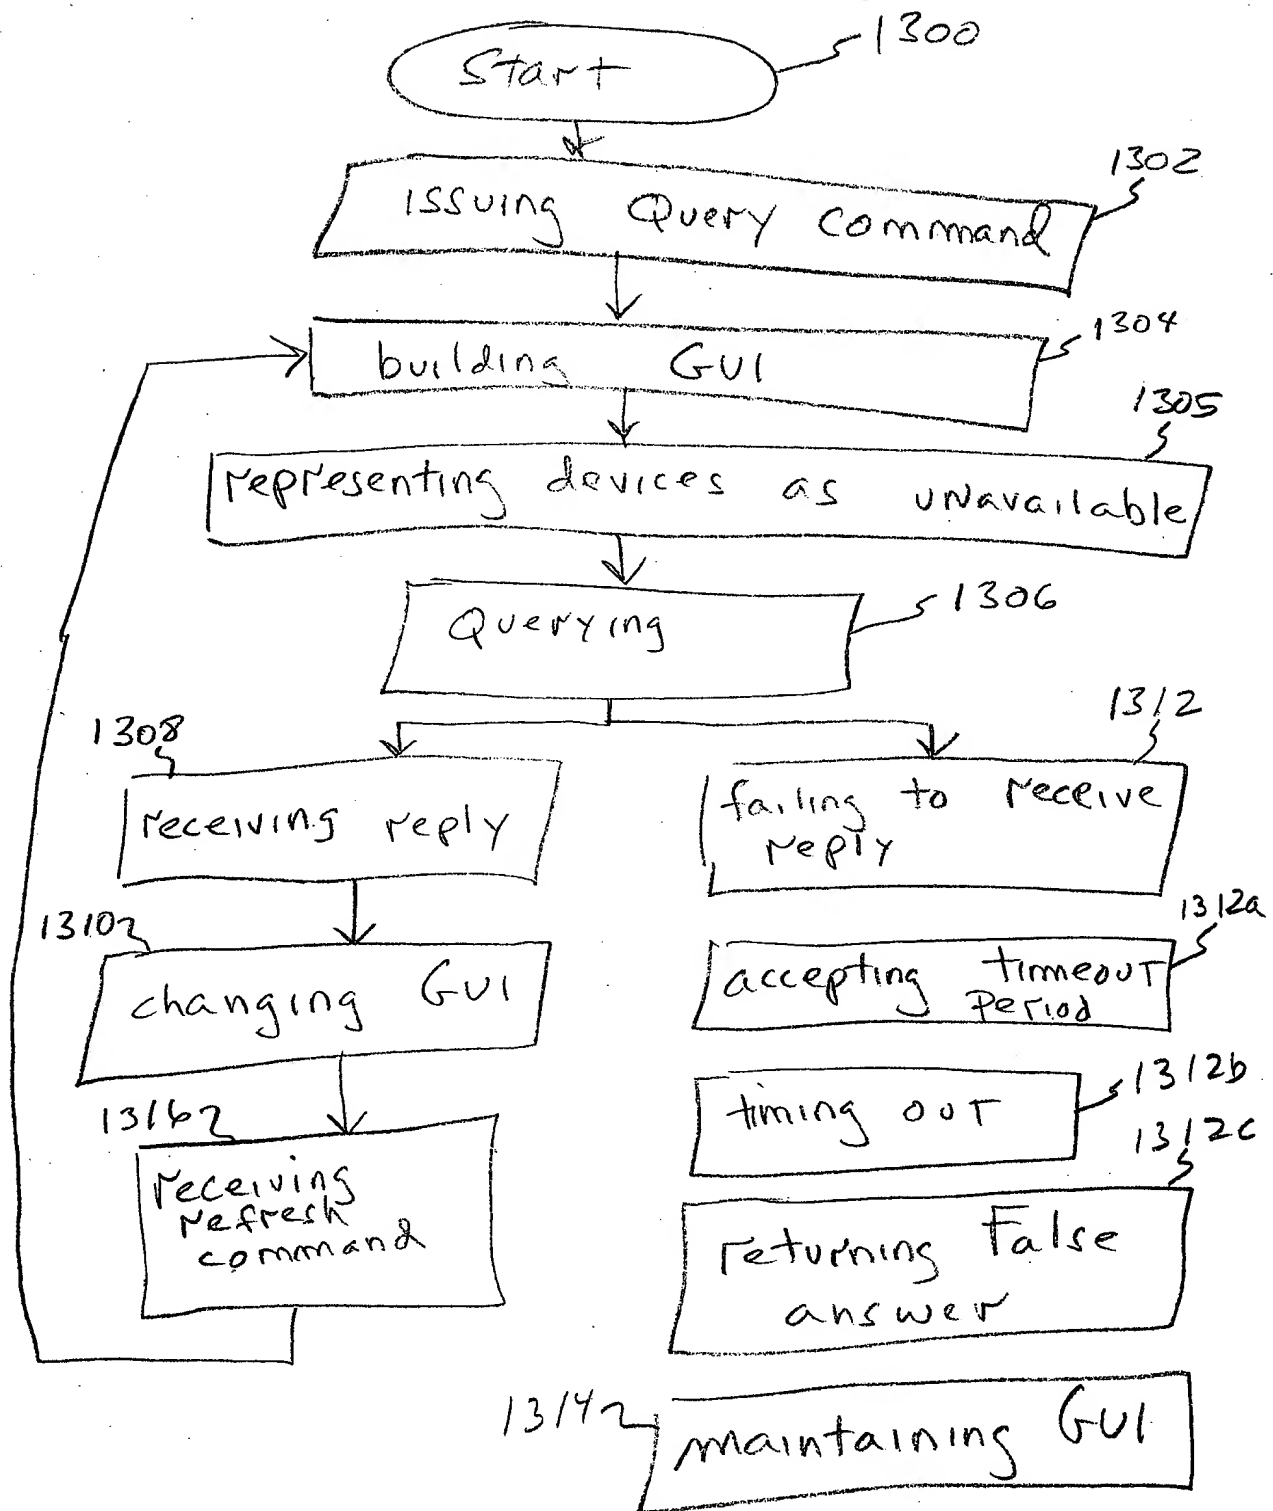 Start
1300
issuing Query command
1302
building GUI
1304
representing devices as unavailable
1305
Querying
1306
1308
receiving reply
1312
failing to receive
reply
1310
changing GUI
1312a
accepting timeout
period
1316
receiving
refresh
command
timing out
1312b
1312c
returning False
answer
1314
maintaining GUI